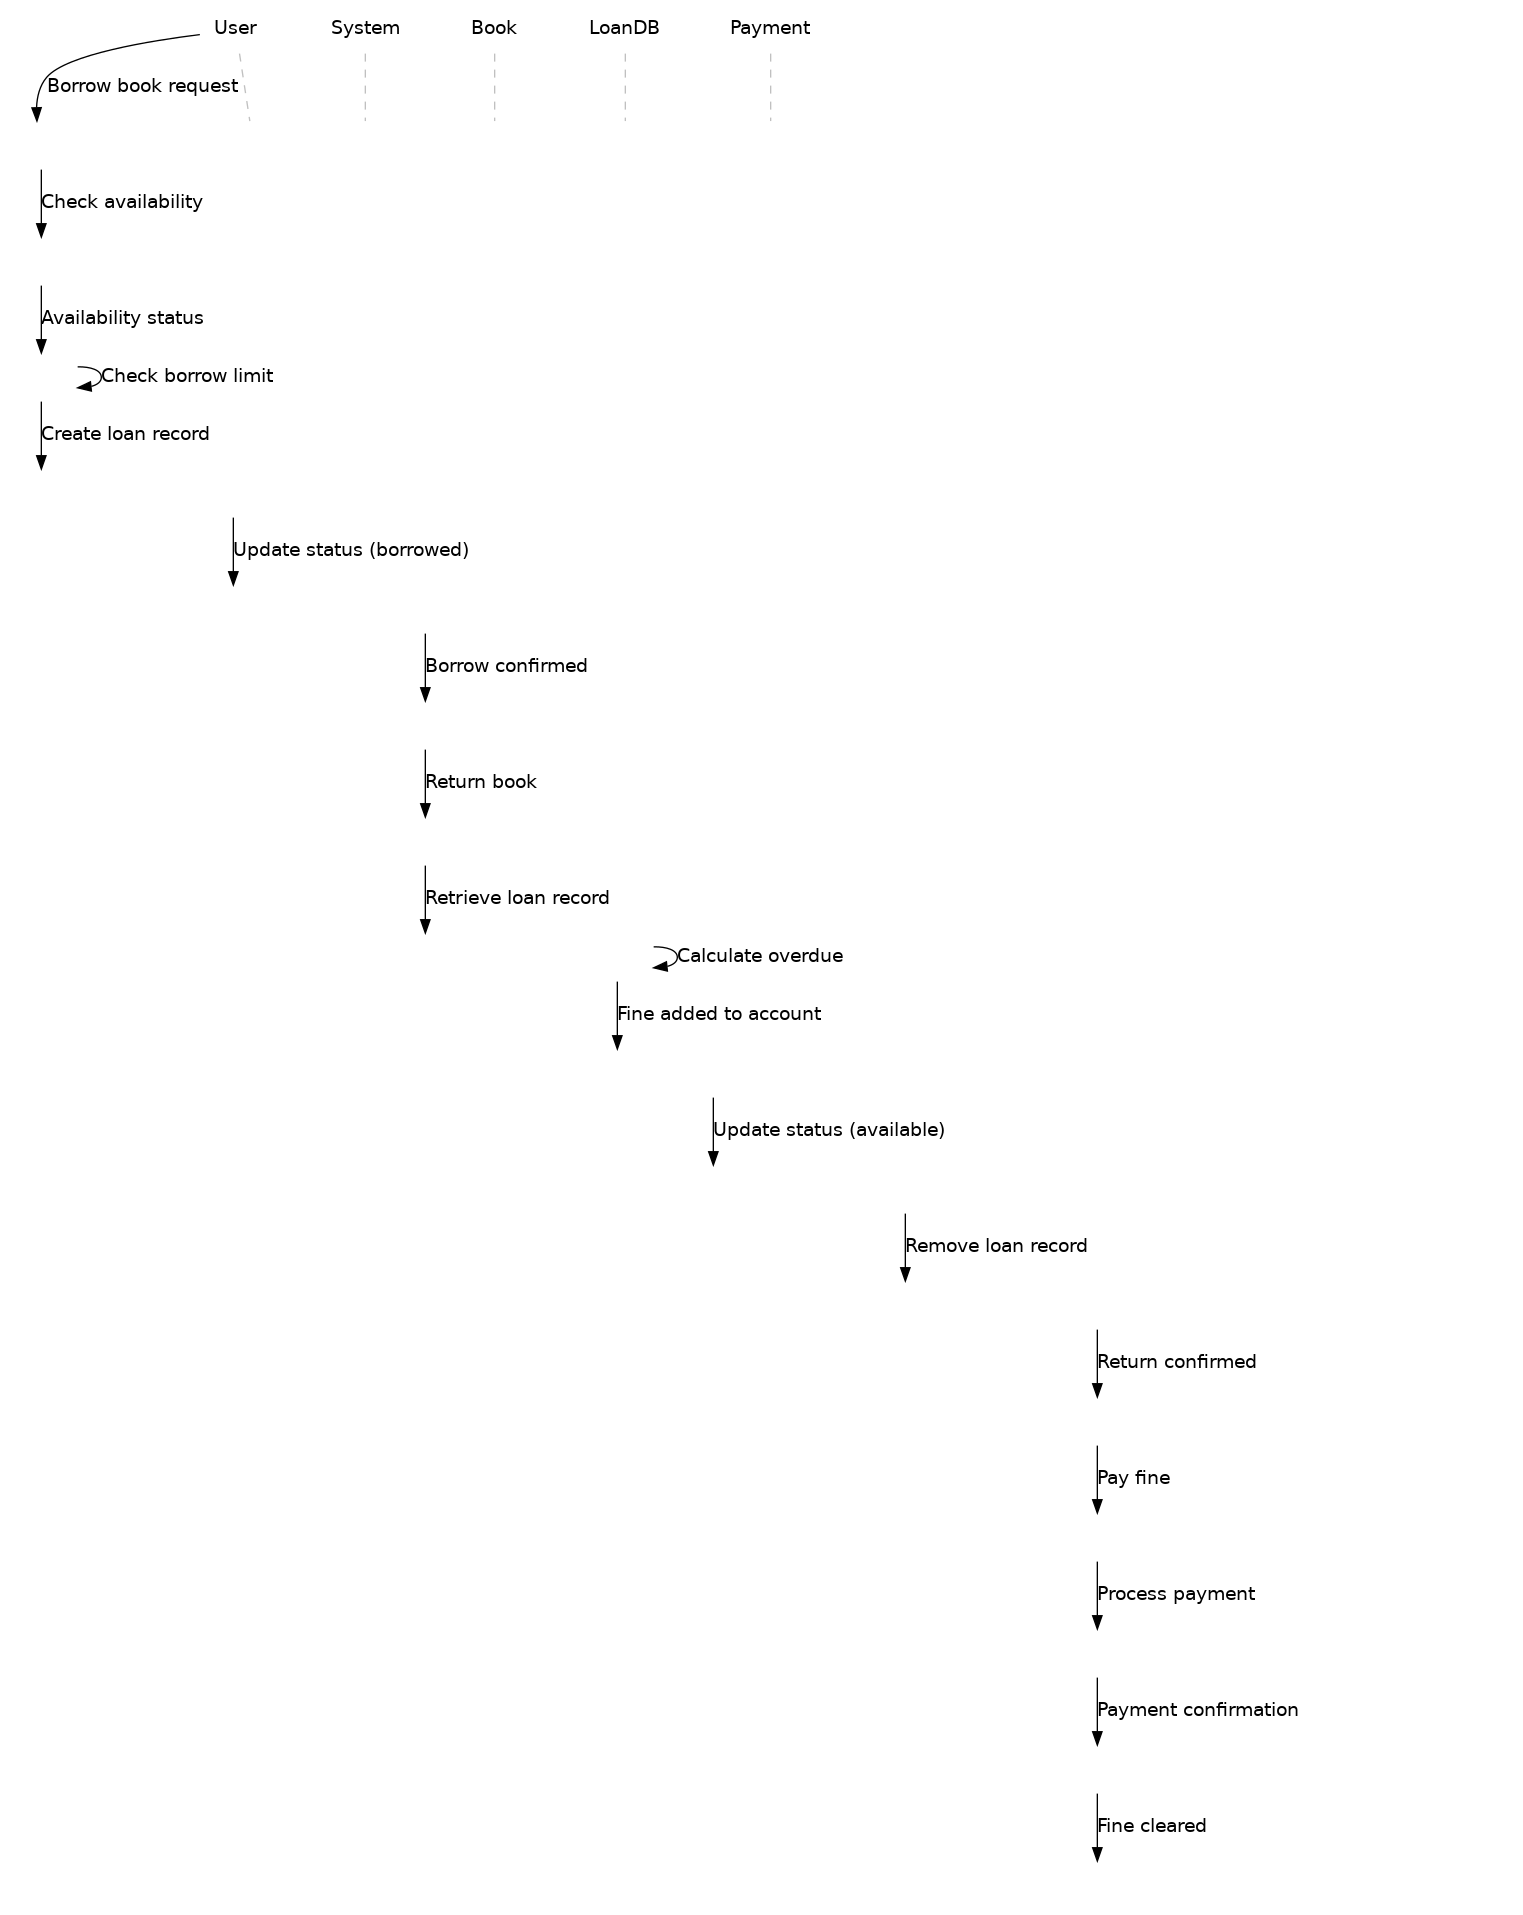 User System Book LoanDB Payment
Borrow book request
Check availability
Availability status
Check borrow limit
Create loan record
Update status (borrowed)
Borrow confirmed
Return book
Retrieve loan record
Calculate overdue
Fine added to account
Update status (available)
Remove loan record
Return confirmed
Pay fine
Process payment
Payment confirmation
Fine cleared